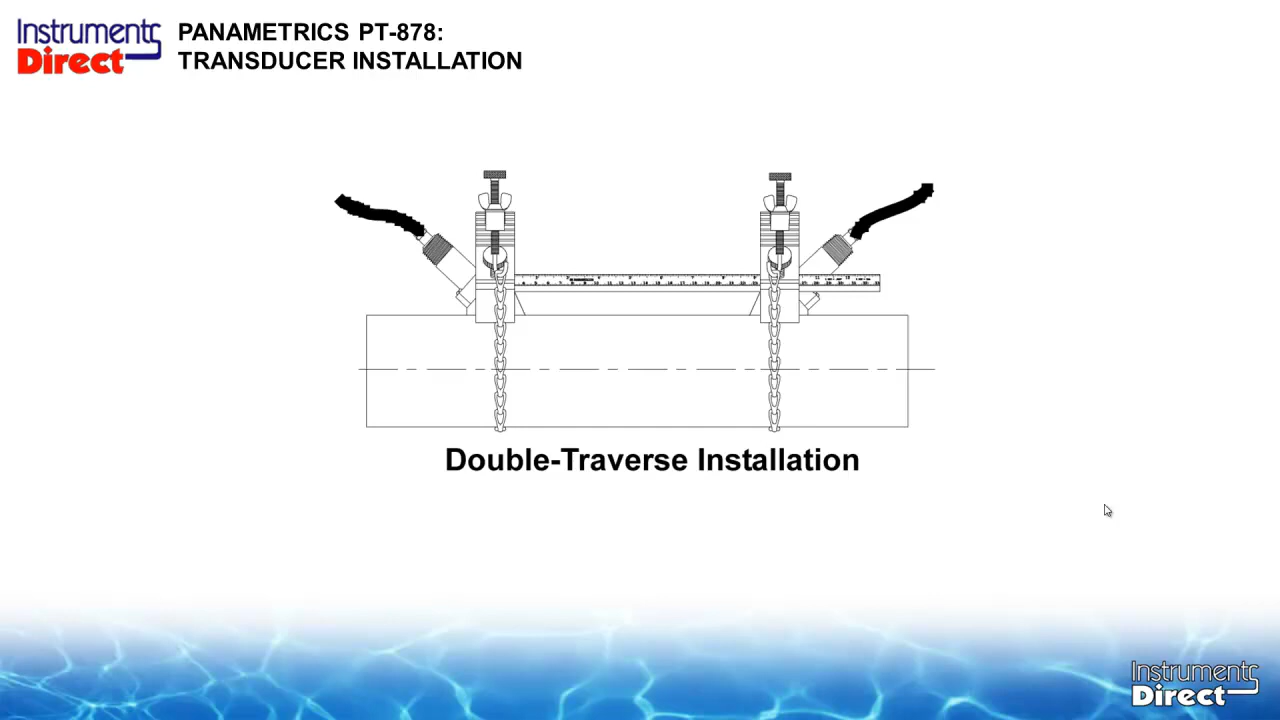 Instruments
Direct
PANAMETRICS PT-878:
TRANSDUCER INSTALLATION
Double-Traverse Installation
Instruments
Direct